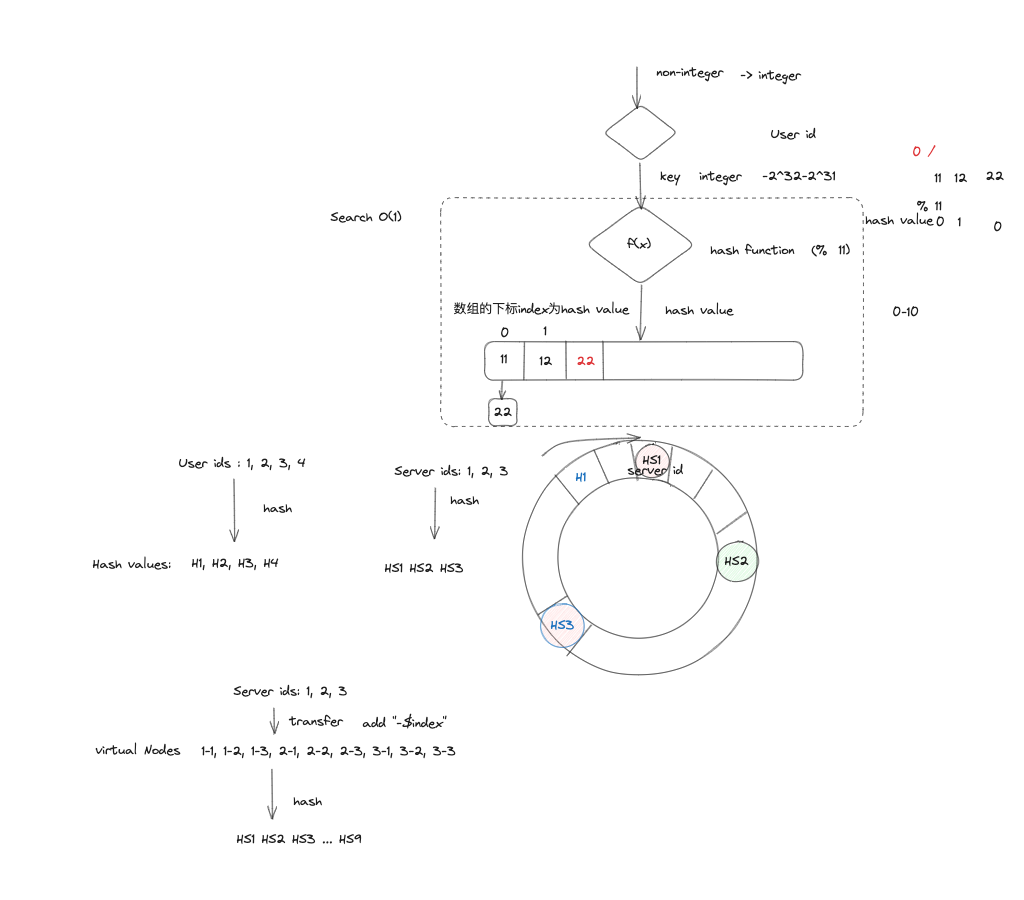 non-integer -> integer
User id
0 /
key integer -2^32-2^31
11 12 22
% 11
hash value 0 1 0
Search O(1)
f(x)
hash function (% 11)
数组的下标index为hash value
hash value
0-10
0 1
11 12 22
22
User ids : 1, 2, 3, 4
hash
Hash values: H1, H2, H3, H4
Server ids: 1, 2, 3
hash
HS1 HS2 HS3
HS1
server id
H1
HS2
HS3
Server ids: 1, 2, 3
transfer add "-$index"
virtual Nodes 1-1, 1-2, 1-3, 2-1, 2-2, 2-3, 3-1, 3-2, 3-3
hash
HS1 HS2 HS3 ... HS9